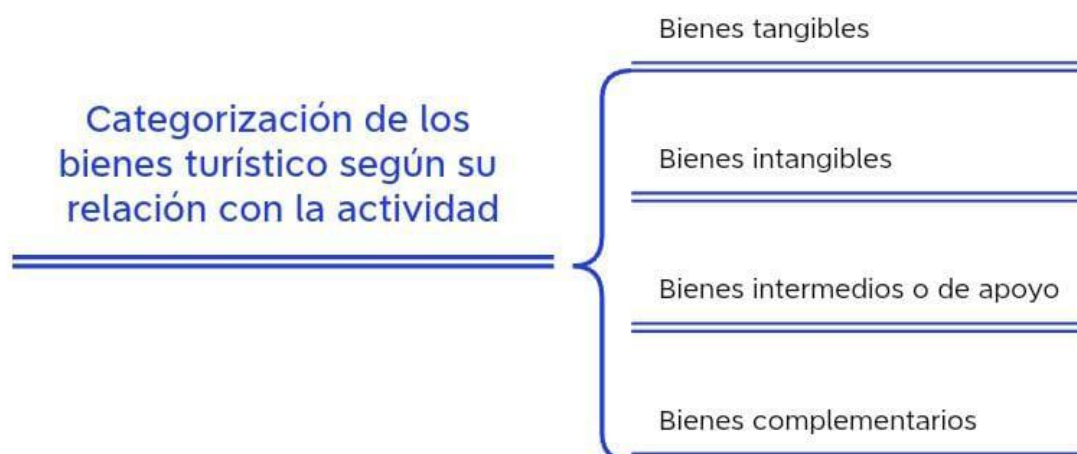 Bienes tangibles
Categorización de los
bienes turístico según su
relación con la actividad
Bienes intangibles
Bienes intermedios o de apoyo
Bienes complementarios